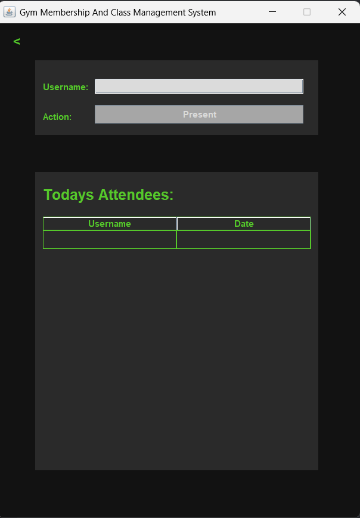 Gym Membership And Class Management System
<
Username:
Action: Present
Todays Attendees:
Username Date